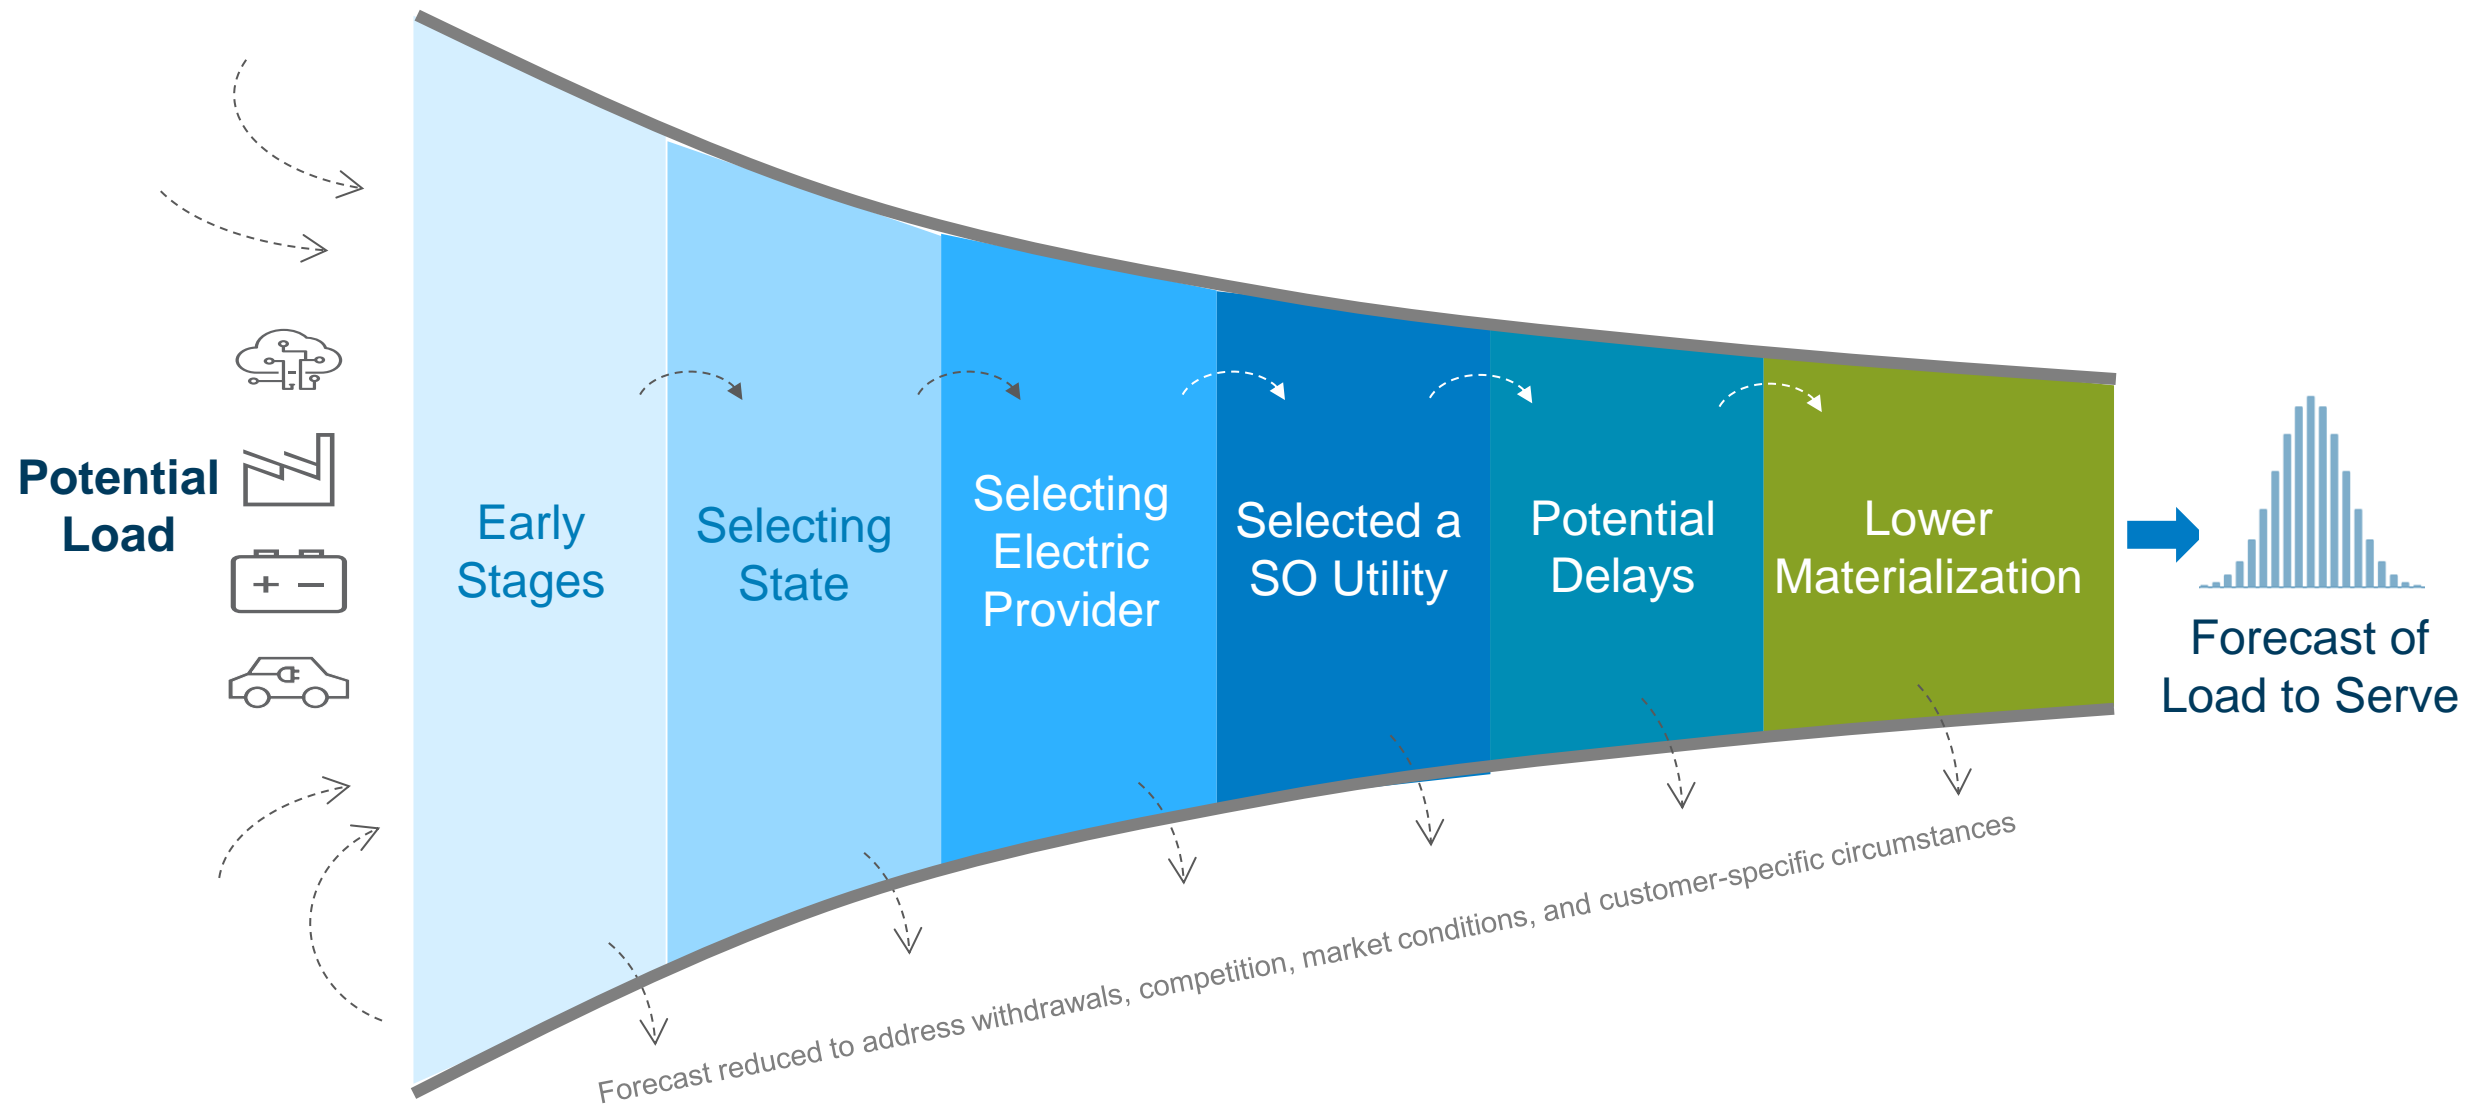 Potential
Load
Early
Stages
Selecting
State
Selecting
Electric
Provider
Selected a
SO Utility
Potential
Delays
Lower
Materialization
Forecast of
Load to Serve
Forecast reduced to address withdrawals, competition, market conditions, and customer-specific circumstances